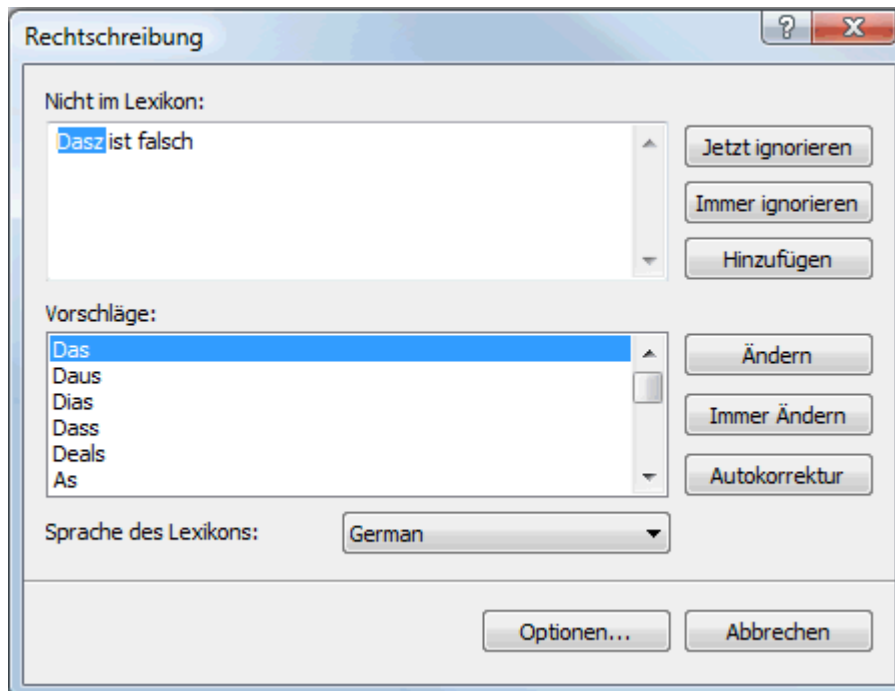 Rechtschreibung
Nicht im Lexikon:
Dasz ist falsch
Jetzt ignorieren
Immer ignorieren
Hinzufügen
Vorschläge:
Das
Daus
Dias
Dass
Deals
As
Ändern
Immer Ändern
Autokorrektur
Sprache des Lexikons:
German
Optionen...
Abbrechen